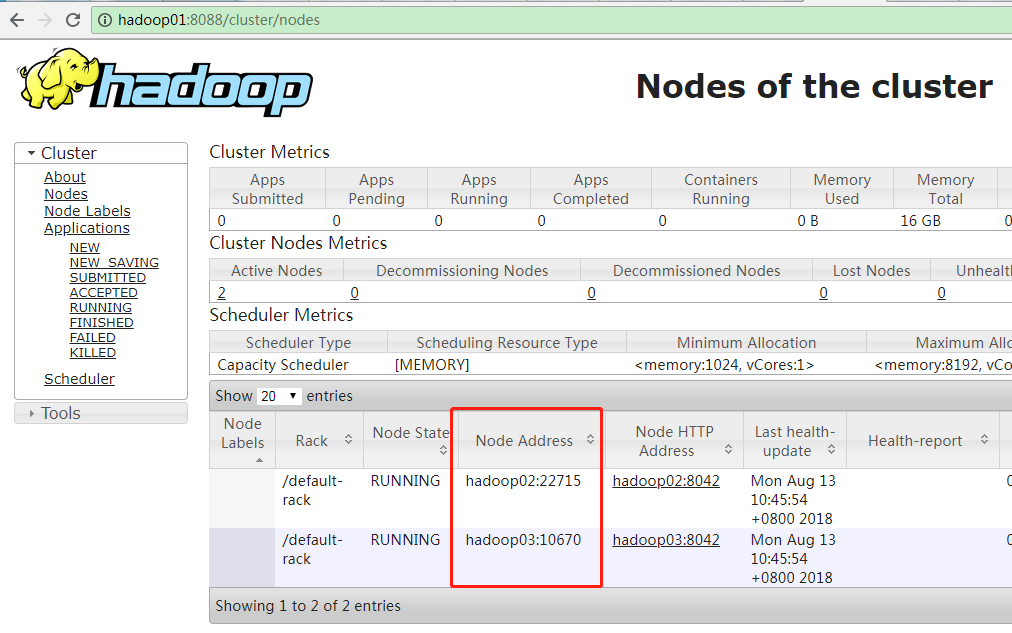 hadoop01:8088/cluster/nodes
hadoop
Nodes of the cluster
Cluster
About
Nodes
Node Labels
Applications
NEW
NEW_SAVING
SUBMITTED
ACCEPTED
RUNNING
FINISHED
FAILED
KILLED
Scheduler
Tools
Cluster Metrics
Apps Submitted Apps Pending Apps Running Apps Completed Containers Running Memory Used Memory Total
0 0 0 0 0 0 B 16 GB 0
Cluster Nodes Metrics
Active Nodes Decommissioning Nodes Decommissioned Nodes Lost Nodes Unhealt
2 0 0 0 0
Scheduler Metrics
Scheduler Type Scheduling Resource Type Minimum Allocation Maximum Allo
Capacity Scheduler [MEMORY] <memory:1024, vCores:1> <memory:8192, vCo
Show 20 entries
Node Labels Rack Node State Node Address Node HTTP Address Last health-update Health-report
/default-rack RUNNING hadoop02:22715 hadoop02:8042 Mon Aug 13 10:45:54 +0800 2018 0
/default-rack RUNNING hadoop03:10670 hadoop03:8042 Mon Aug 13 10:45:54 +0800 2018 0
Showing 1 to 2 of 2 entries